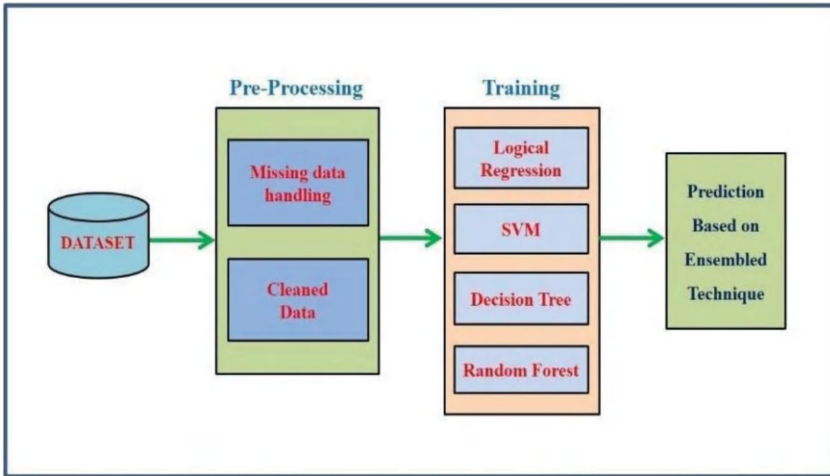 Pre-Processing
Training
DATASET
Missing data
handling
Cleaned
Data
Logical
Regression
SVM
Decision Tree
Random Forest
Prediction
Based on
Ensembled
Technique